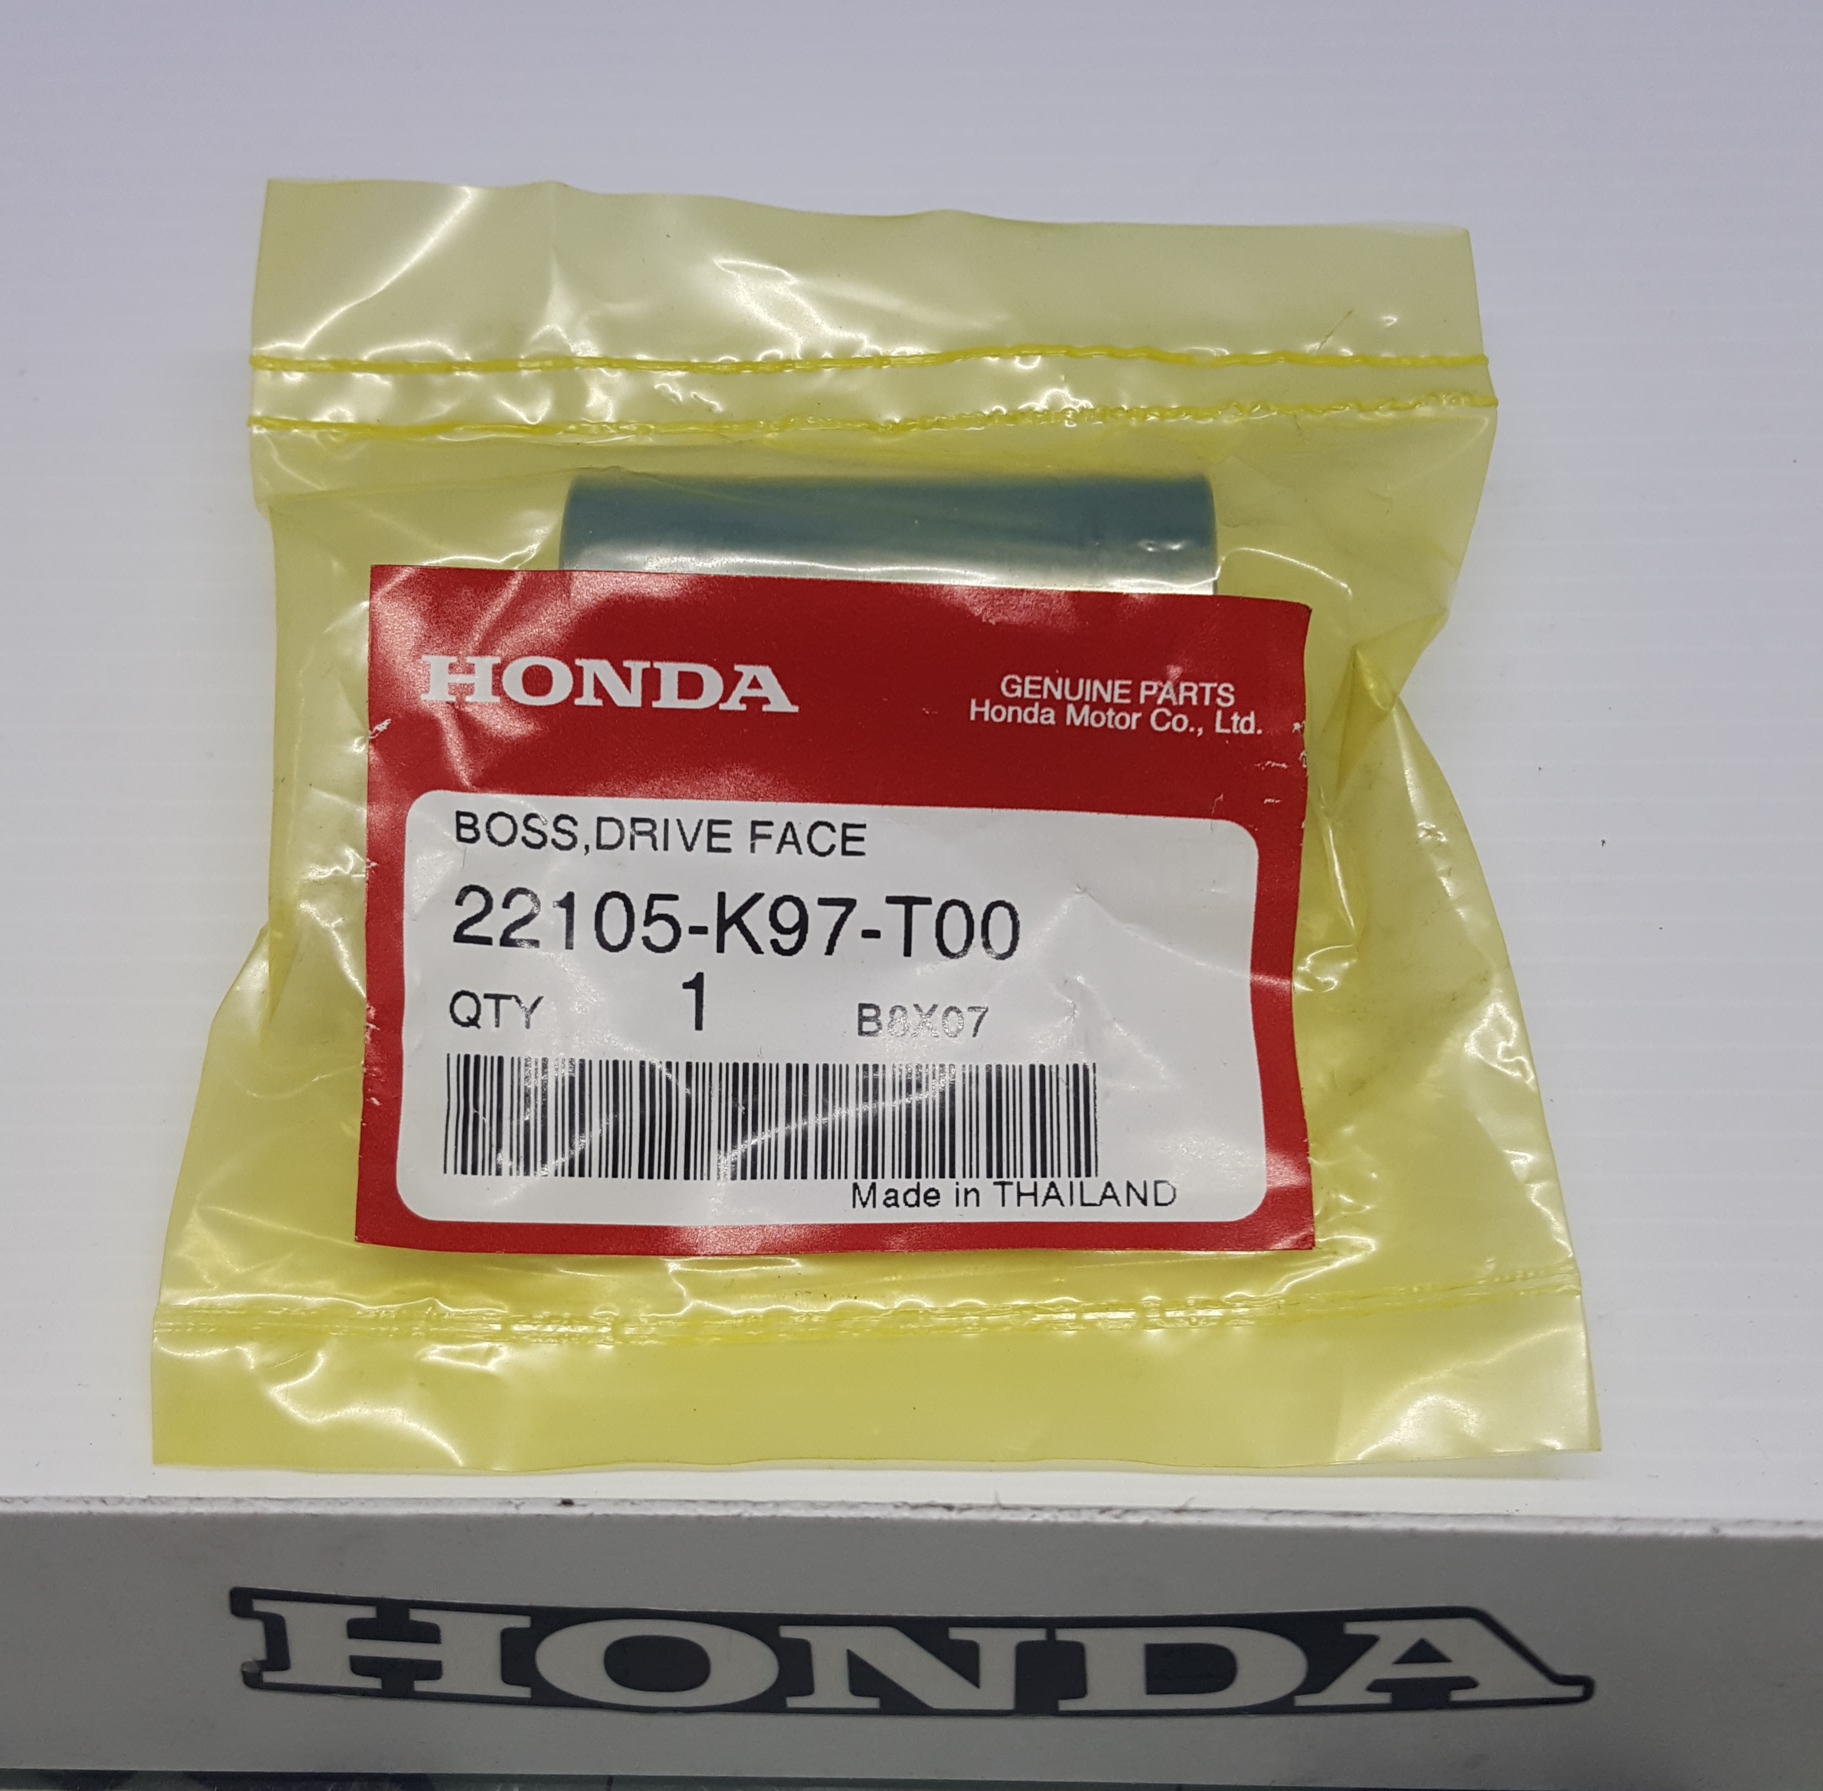 HONDA
GENUINE PARTS
Honda Motor Co., Ltd.
BOSS,DRIVE FACE
22105-K97-T00
QTY 1 B8X07
Made in THAILAND
HONDA